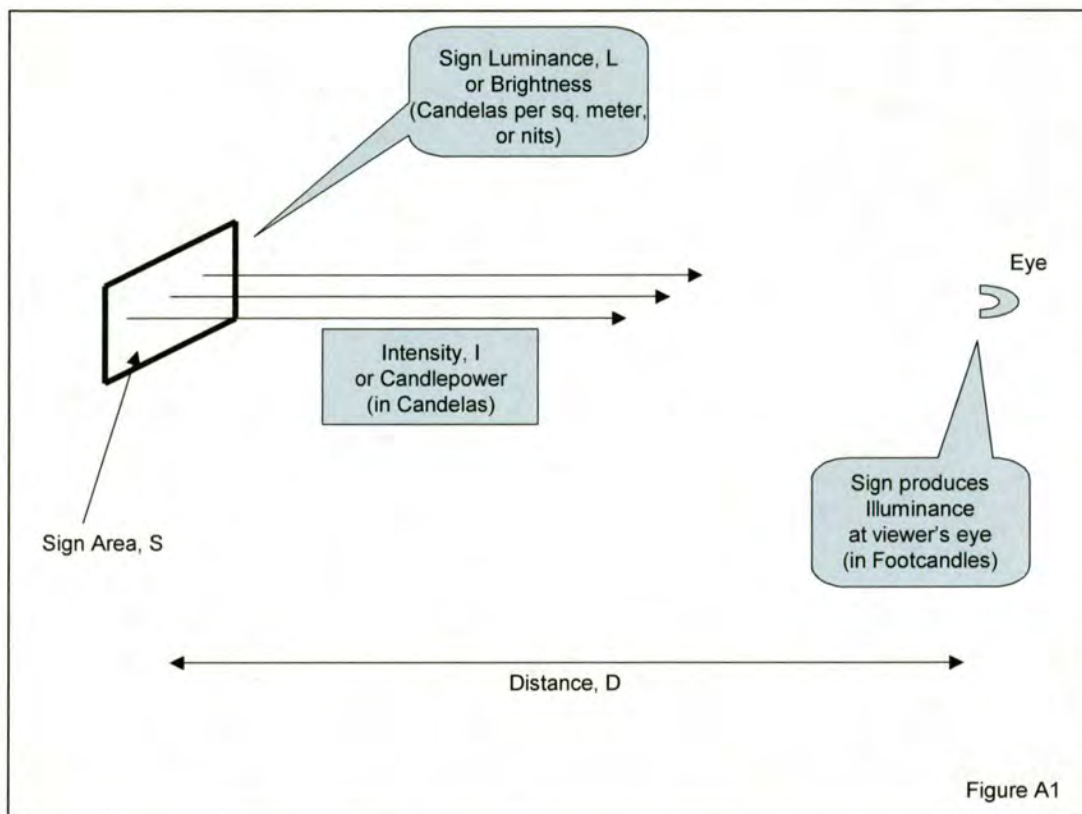 Sign Luminance, L
or Brightness
(Candelas per sq. meter,
or nits)
Eye
Intensity, I
or Candlepower
(in Candelas)
Sign produces
Illuminance
at viewer's eye
(in Footcandles)
Sign Area, S
Distance, D
Figure A1